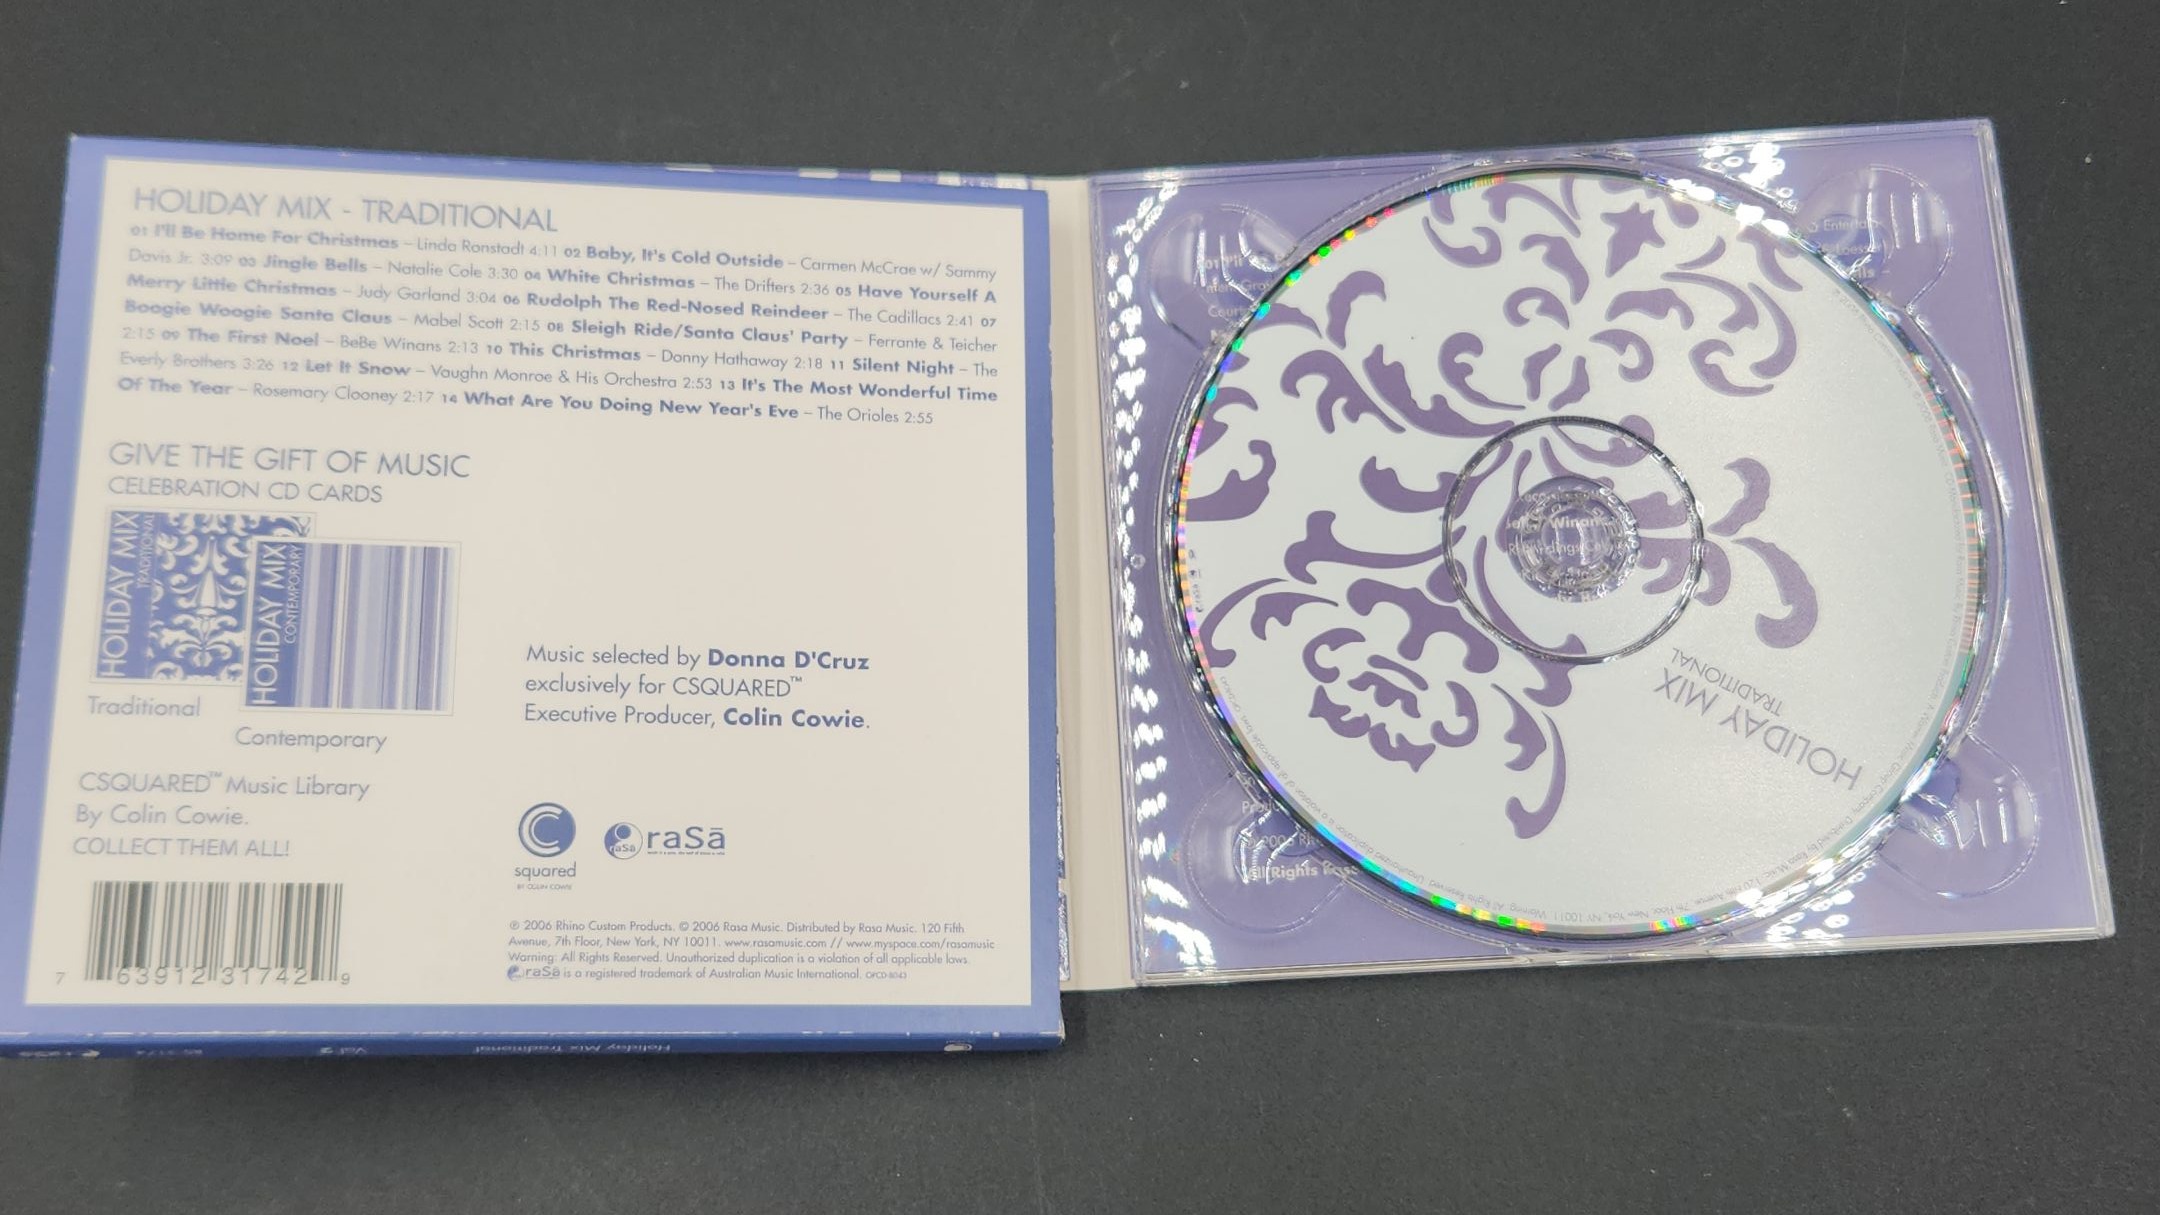 HOLIDAY MIX - TRADITIONAL
01 I'll Be Home For Christmas – Linda Ronstadt 4:11 02 Baby, It's Cold Outside – Carmen McCrae w/ Sammy
Davis Jr. 3:09 03 Jingle Bells – Natalie Cole 3:30 04 White Christmas – The Drifters 2:36 05 Have Yourself A
Merry Little Christmas – Judy Garland 3:04 06 Rudolph The Red-Nosed Reindeer – The Cadillacs 2:41 07
Boogie Woogie Santa Claus – Mabel Scott 2:15 08 Sleigh Ride/Santa Claus' Party – Ferrante & Teicher
2:15 09 The First Noel – BeBe Winans 2:13 10 This Christmas – Donny Hathaway 2:18 11 Silent Night – The
Everly Brothers 3:26 12 Let It Snow – Vaughn Monroe & His Orchestra 2:53 13 It's The Most Wonderful Time
Of The Year – Rosemary Clooney 2:17 14 What Are You Doing New Year's Eve – The Orioles 2:55
GIVE THE GIFT OF MUSIC
CELEBRATION CD CARDS
HOLIDAY MIX
TRADITIONAL
HOLIDAY MIX
CONTEMPORARY
Traditional
Contemporary
CSQUARED™ Music Library
By Colin Cowie.
COLLECT THEM ALL!
7 63912 31742 9
Music selected by Donna D'Cruz
exclusively for CSQUARED™
Executive Producer, Colin Cowie.
C
squared
BY COLIN COWIE
raSā
raSā
℗ 2006 Rhino Custom Products. © 2006 Rasa Music. Distributed by Rasa Music. 120 Fifth
Avenue, 7th Floor, New York, NY 10011. www.rasamusic.com // www.myspace.com/rasamusic
Warning: All Rights Reserved. Unauthorized duplication is a violation of all applicable laws.
raSā is a registered trademark of Australian Music International. OPCD-8043
Holiday Mix Traditional
Vol 2
HOLIDAY MIX
TRADITIONAL
All Rights